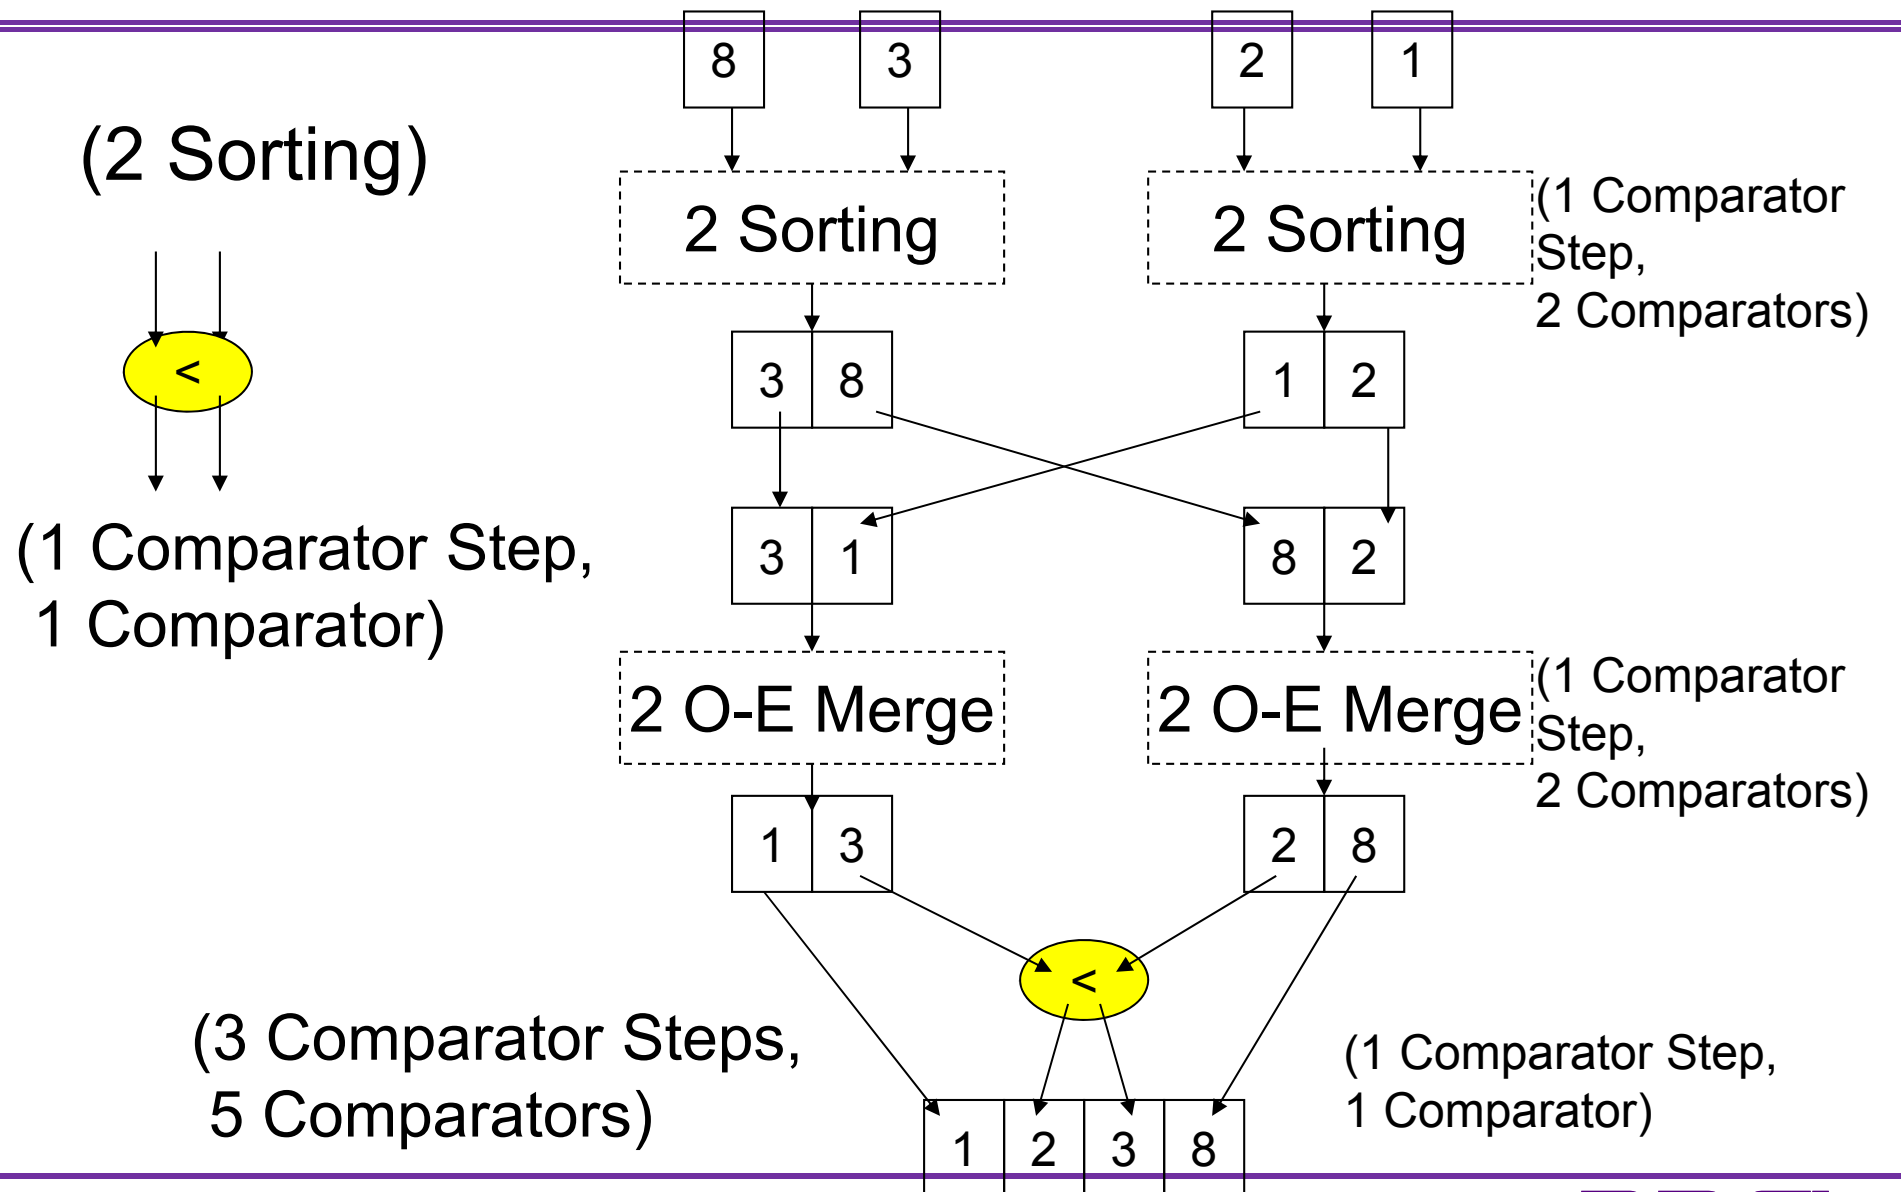 8 3 2 1
(2 Sorting)
2 Sorting 2 Sorting
(1 Comparator
Step,
2 Comparators)
<
3 8 1 2
3 1 8 2
(1 Comparator Step,
1 Comparator)
2 O-E Merge 2 O-E Merge
(1 Comparator
Step,
2 Comparators)
1 3 2 8
<
(3 Comparator Steps,
5 Comparators)
(1 Comparator Step,
1 Comparator)
1 2 3 8